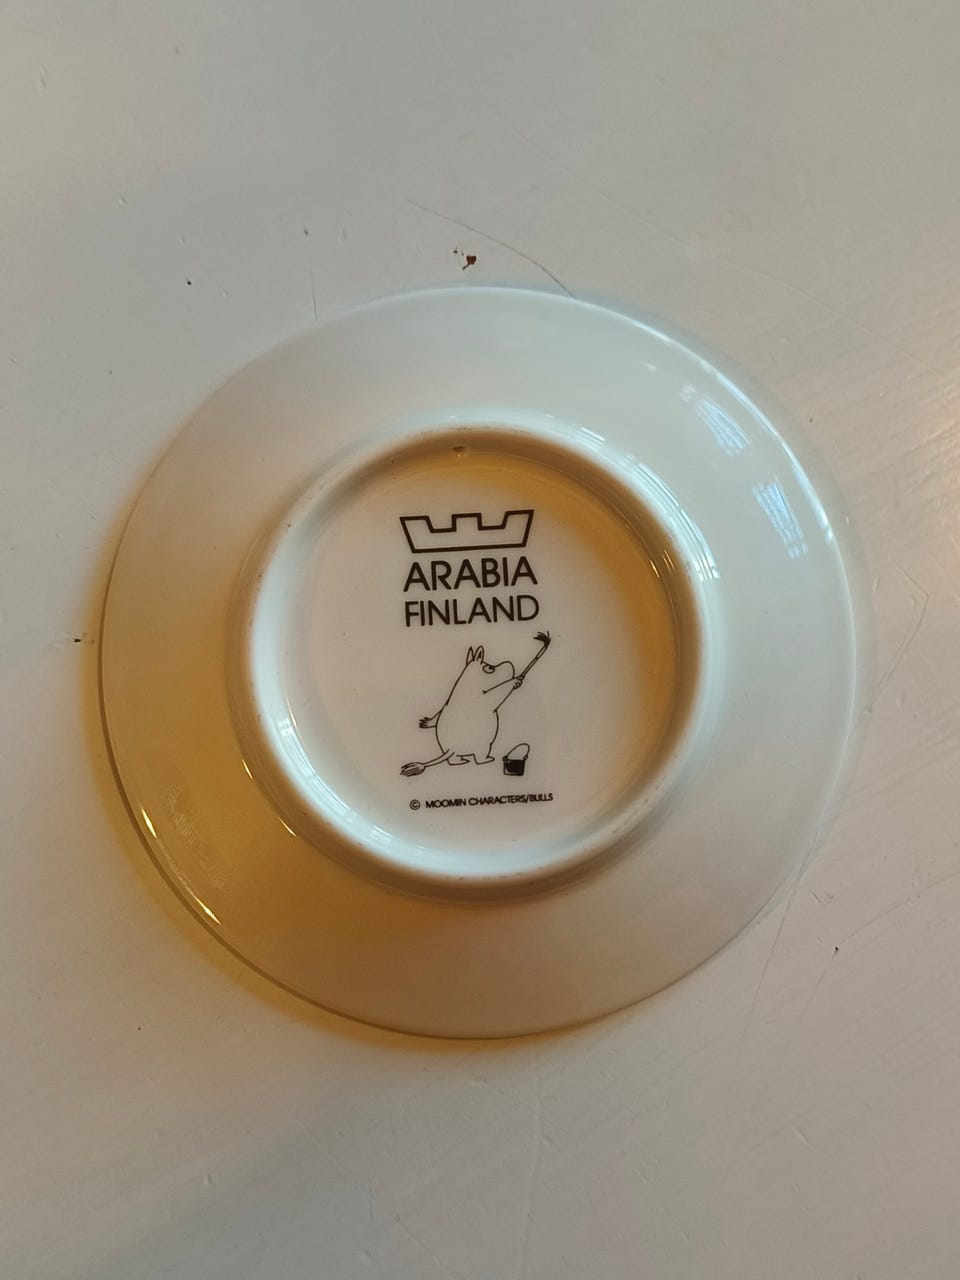 ARABIA
FINLAND
© MOOMIN CHARACTERS/BULLS